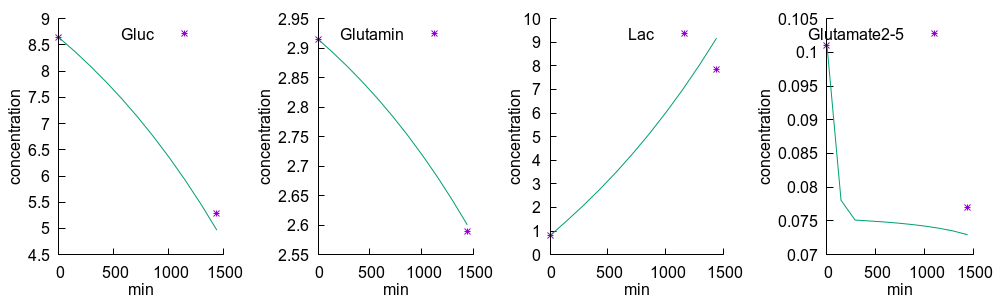 Gluc
concentration
9
8.5
8
7.5
7
6.5
6
5.5
5
4.5
0 500 1000 1500
min
Glutamin
concentration
2.95
2.9
2.85
2.8
2.75
2.7
2.65
2.6
2.55
0 500 1000 1500
min
Lac
concentration
10
9
8
7
6
5
4
3
2
1
0
0 500 1000 1500
min
Glutamate2-5
concentration
0.105
0.1
0.095
0.09
0.085
0.08
0.075
0.07
0 500 1000 1500
min